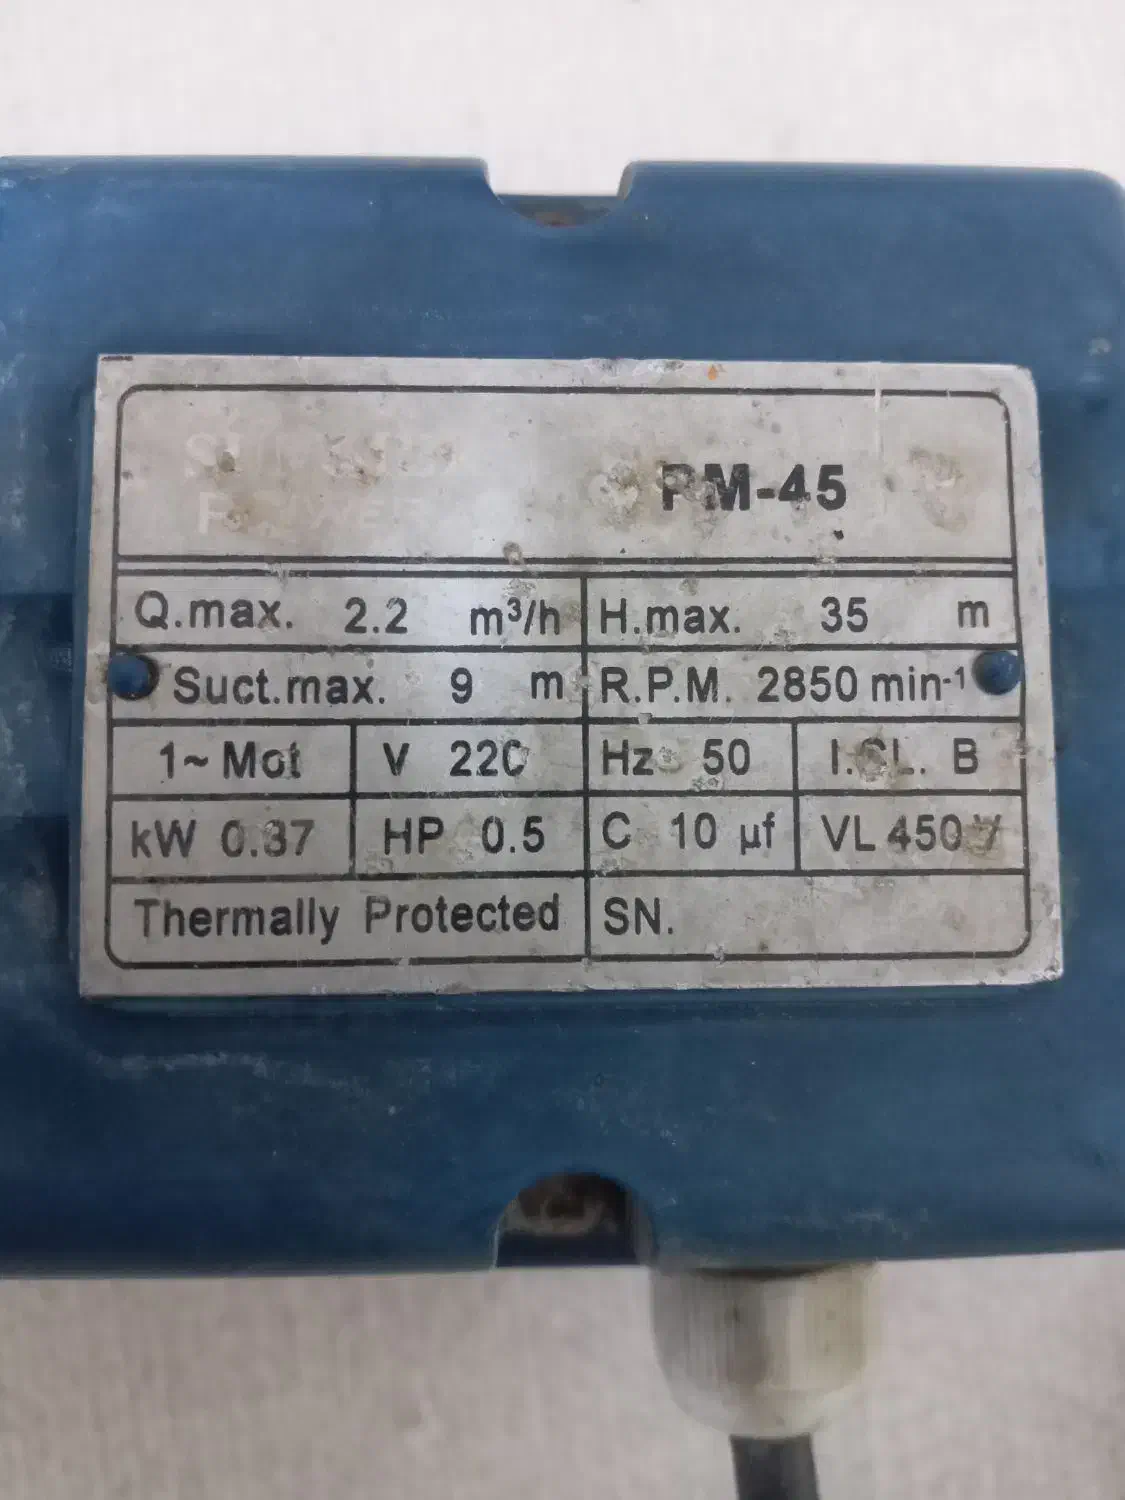 PM-45
Q.max. 2.2 m³/h H.max. 35 m
Suct.max. 9 m R.P.M. 2850 min-1
1~Mot V 220 Hz 50 I.CL. B
kW 0.37 HP 0.5 C 10 µf VL 450 V
Thermally Protected SN.